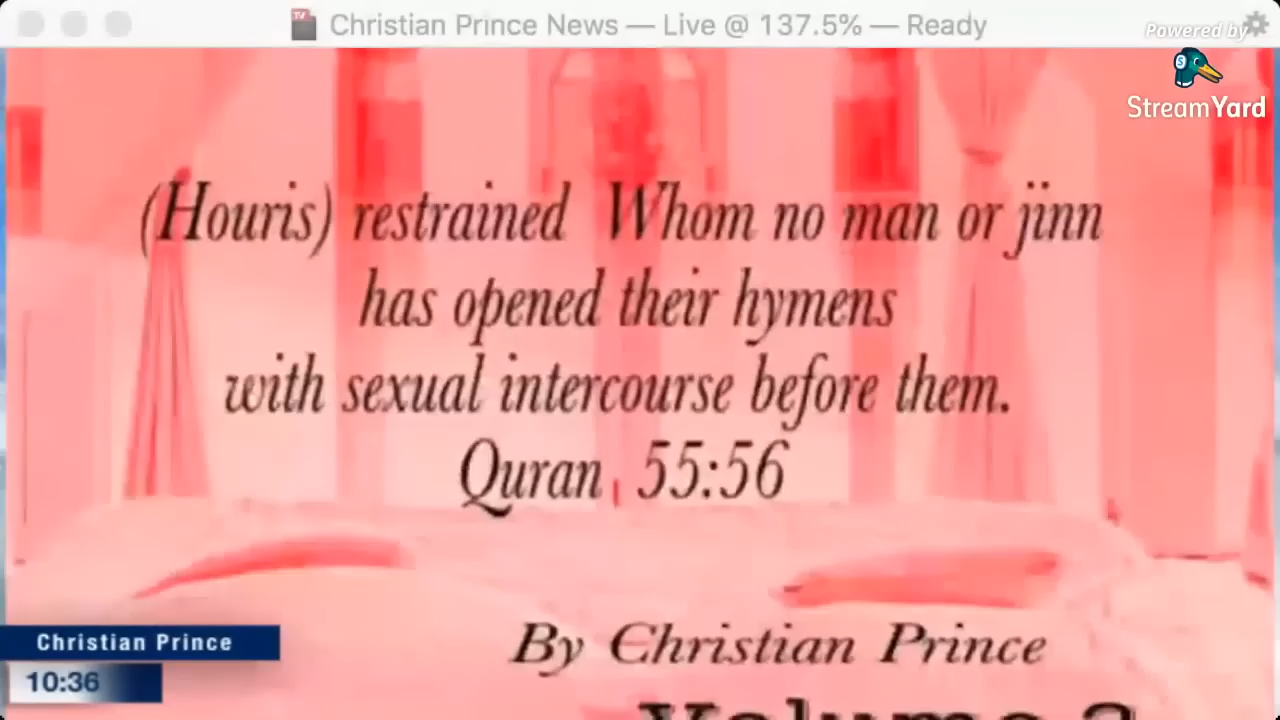 Christian Prince News — Live @ 137.5% — Ready
Powered by
StreamYard
(Houris) restrained Whom no man or jinn
has opened their hymens
with sexual intercourse before them.
Quran 55:56
Christian Prince
10:36
By Christian Prince